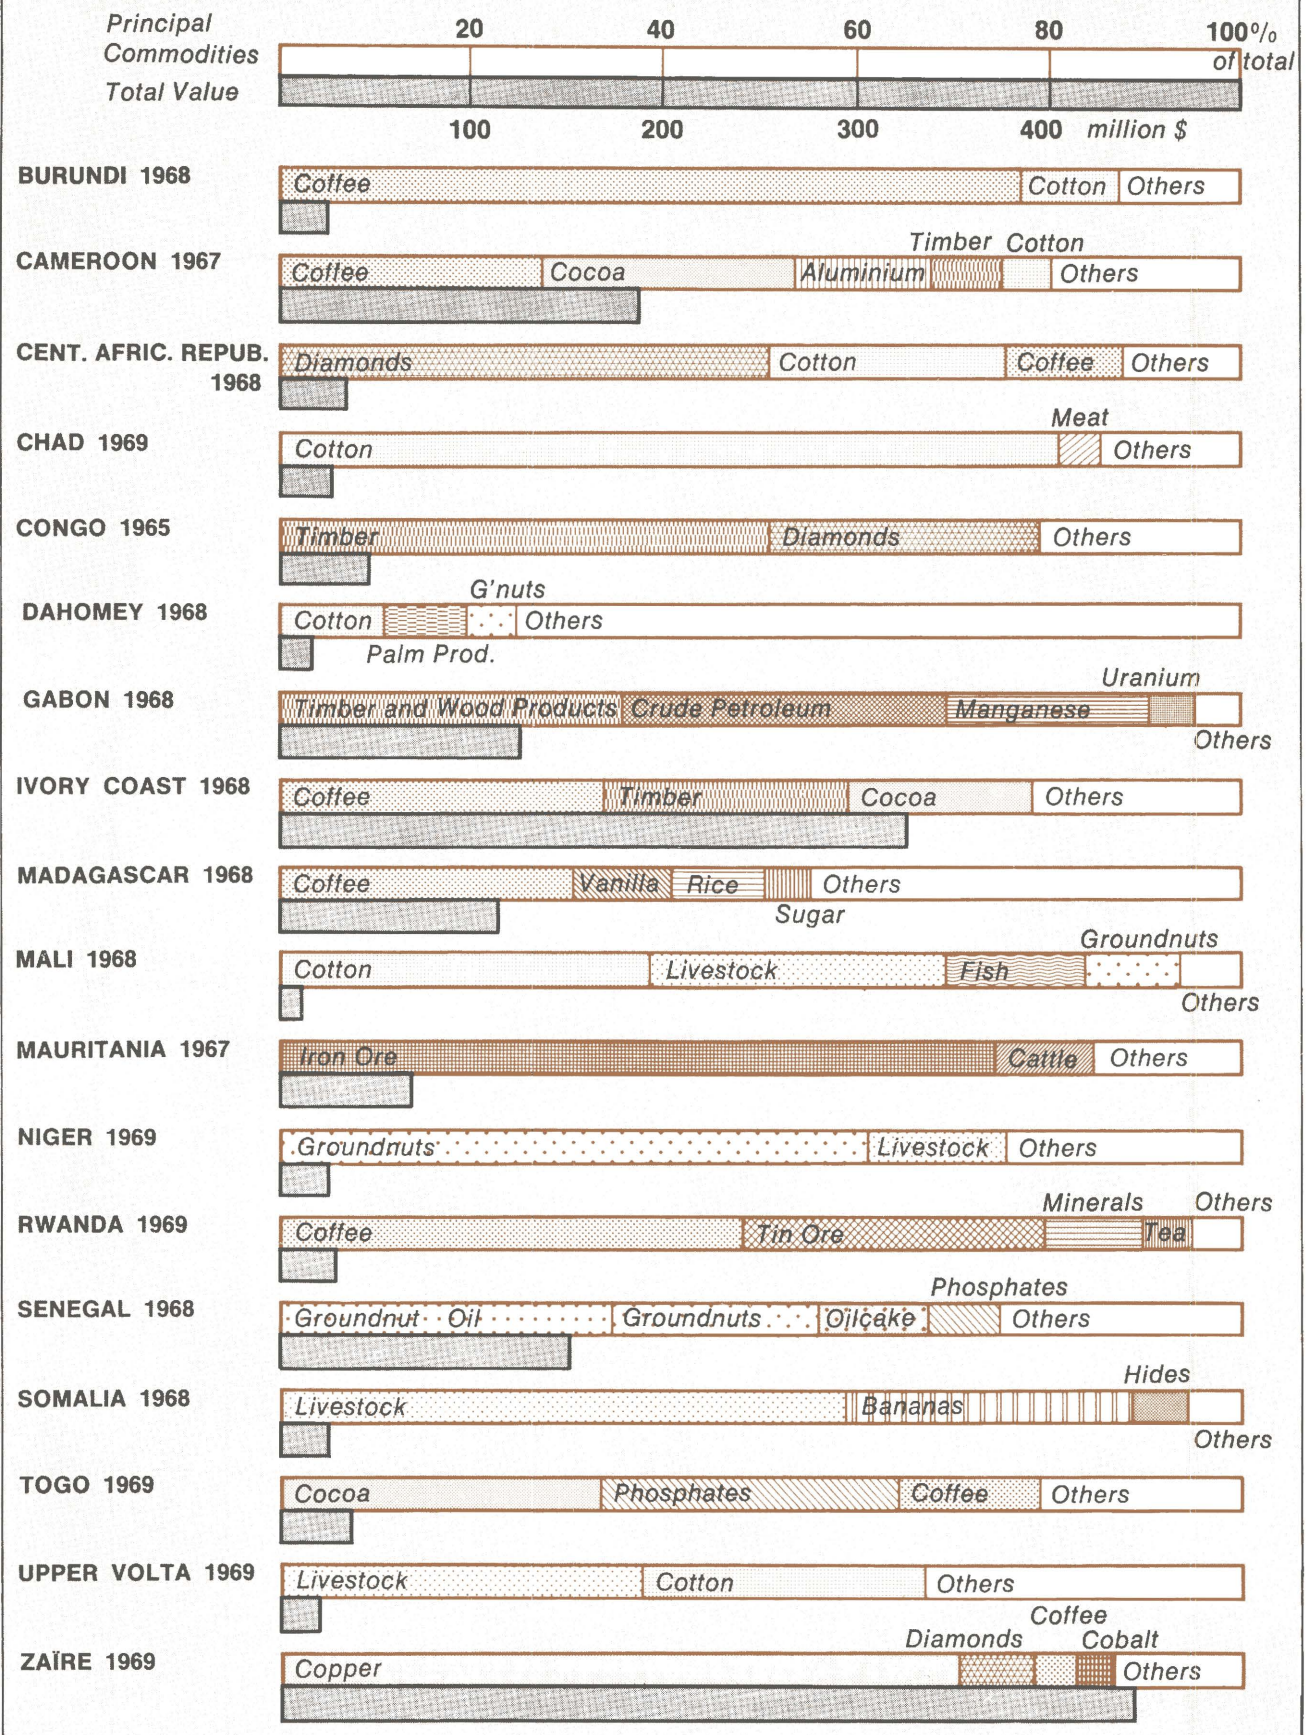 Principal 20 40 60 80 100%
Commodities of total
Total Value
100 200 300 400 million $
BURUNDI 1968
Coffee Cotton Others
Timber Cotton
CAMEROON 1967
Coffee Cocoa Aluminium Others
CENT. AFRIC. REPUB.
1968
Diamonds Cotton Coffee Others
Meat
CHAD 1969
Cotton Others
CONGO 1965
Timber Diamonds Others
G'nuts
DAHOMEY 1968
Cotton Others
Palm Prod.
Uranium
GABON 1968
Timber and Wood Products Crude Petroleum Manganese
Others
IVORY COAST 1968
Coffee Timber Cocoa Others
MADAGASCAR 1968
Coffee Vanilla Rice Others
Sugar
Groundnuts
MALI 1968
Cotton Livestock Fish
Others
MAURITANIA 1967
Iron Ore Cattle Others
NIGER 1969
Groundnuts Livestock Others
Minerals Others
RWANDA 1969
Coffee Tin Ore Tea
Phosphates
SENEGAL 1968
Groundnut Oil Groundnuts Oilcake Others
Hides
SOMALIA 1968
Livestock Bananas
Others
TOGO 1969
Cocoa Phosphates Coffee Others
UPPER VOLTA 1969
Livestock Cotton Others
Coffee
Diamonds Cobalt
ZAÏRE 1969
Copper Others